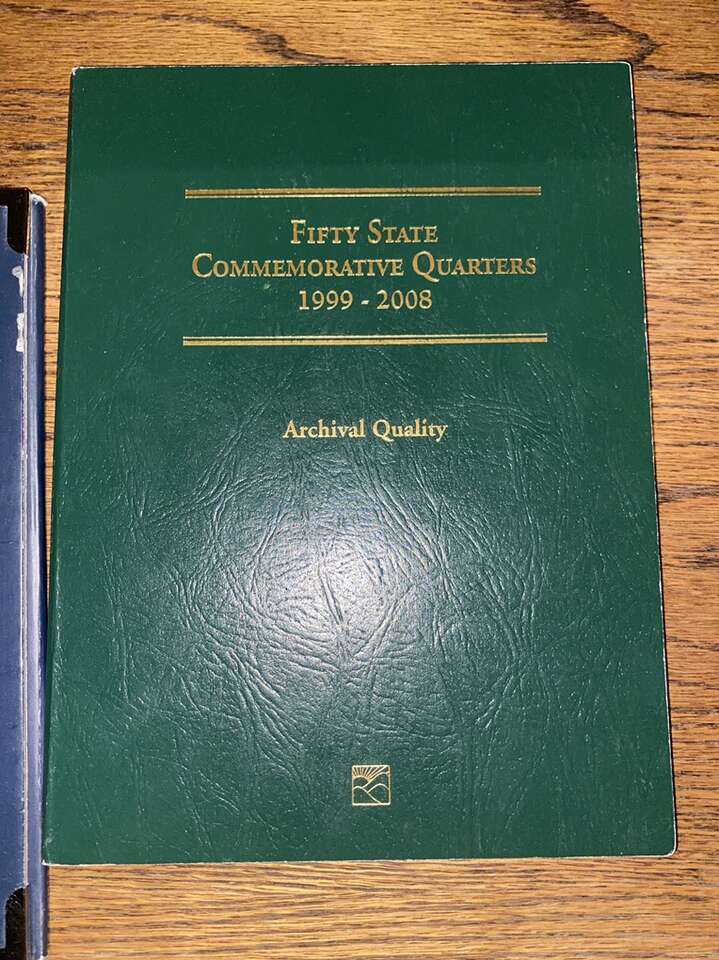 Fifty State
Commemorative Quarters
1999 - 2008
Archival Quality